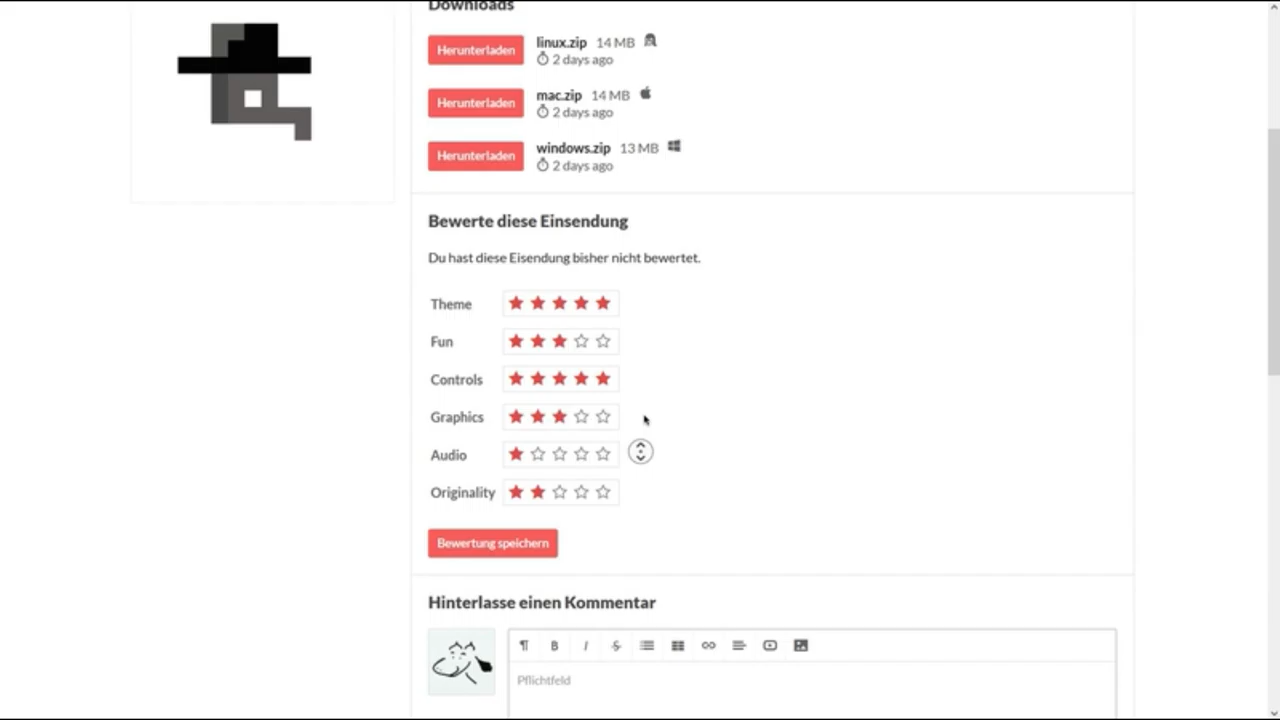 Downloads
Herunterladen linux.zip 14 MB
2 days ago
Herunterladen mac.zip 14 MB
2 days ago
Herunterladen windows.zip 13 MB
2 days ago
Bewerte diese Einsendung
Du hast diese Eisendung bisher nicht bewertet.
Theme
Fun
Controls
Graphics
Audio
Originality
Bewertung speichern
Hinterlasse einen Kommentar
¶ B I S
Pflichtfeld